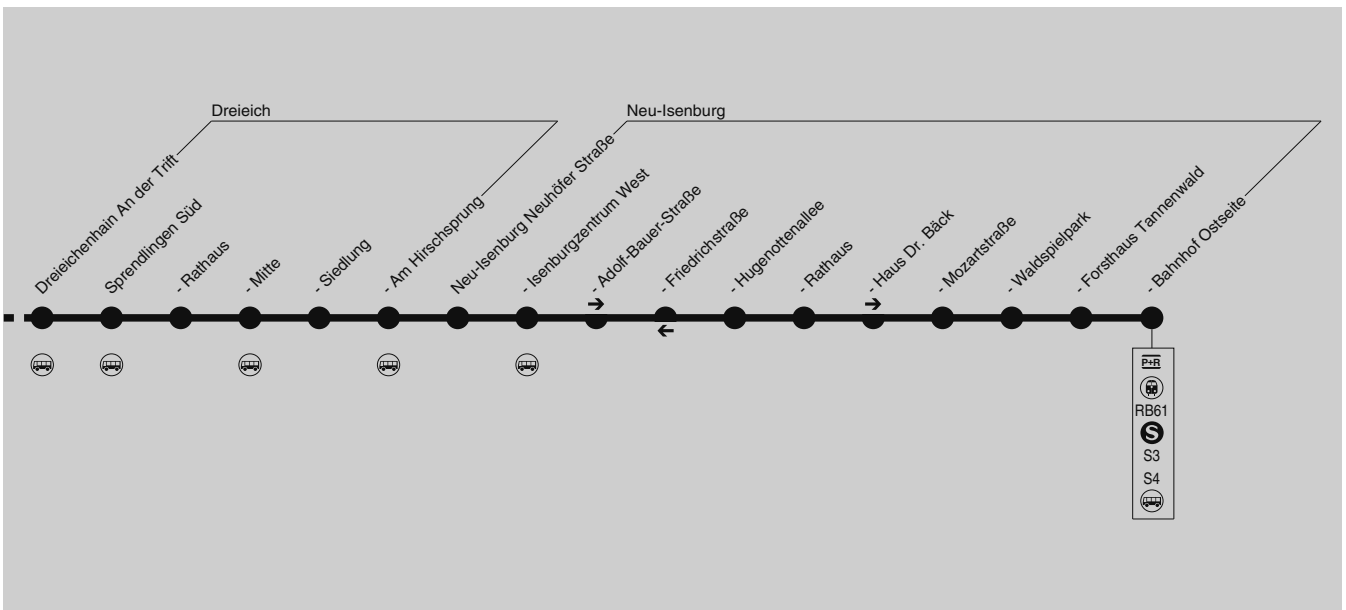 Dreieich
Neu-Isenburg
Dreieichenhain An der Trift
Sprendlingen Süd
- Rathaus
- Mitte
- Siedlung
- Am Hirschsprung
Neu-Isenburg Neuhöfer Straße
- Isenburgzentrum West
- Adolf-Bauer-Straße
- Friedrichstraße
- Hugenottenallee
- Rathaus
- Haus Dr. Bäck
- Mozartstraße
- Waldspielpark
- Forsthaus Tannenwald
- Bahnhof Ostseite
P+R
RB61
S
S3
S4